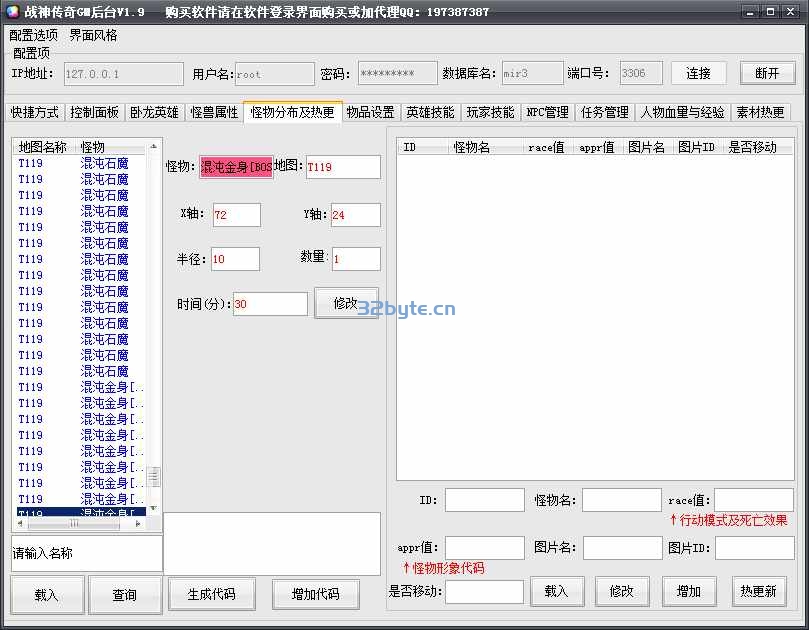 战神传奇GM后台V1.9 购买软件请在软件登录界面购买或加代理QQ：197387387
配置选项 界面风格
配置项
IP地址： 127.0.0.1 用户名： root 密码： ********* 数据库名： mir3 端口号： 3306 连接 断开
快捷方式 控制面板 卧龙英雄 怪兽属性 怪物分布及热更 物品设置 英雄技能 玩家技能 NPC管理 任务管理 人物血量与经验 素材热更
地图名称 怪物
T119 混沌石魔
T119 混沌石魔
T119 混沌石魔
T119 混沌石魔
T119 混沌石魔
T119 混沌石魔
T119 混沌石魔
T119 混沌石魔
T119 混沌石魔
T119 混沌石魔
T119 混沌石魔
T119 混沌石魔
T119 混沌石魔
T119 混沌石魔
T119 混沌金身[..
T119 混沌金身[..
T119 混沌金身[..
T119 混沌金身[..
T119 混沌金身[..
T119 混沌金身[..
T119 混沌金身[..
T119 混沌金身[..
T119 混沌金身[..
请输入名称
载入 查询
怪物： 混沌金身[BOS 地图： T119
X轴： 72 Y轴： 24
半径： 10 数量： 1
时间(分)： 30 修改
32byte.cn
生成代码 增加代码
ID 怪物名 race值 appr值 图片名 图片ID 是否移动
ID： 怪物名： race值：
↑行动模式及死亡效果
appr值： 图片名： 图片ID：
↑怪物形象代码
是否移动： 载入 修改 增加 热更新